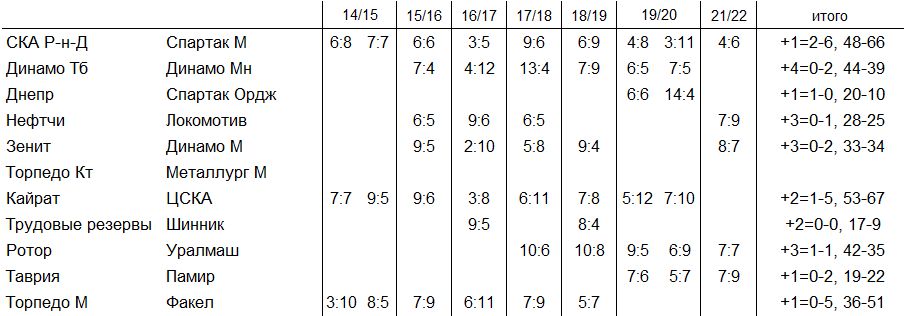 14/15 15/16 16/17 17/18 18/19 19/20 21/22 итого
СКА Р-н-Д Спартак М 6:8 7:7 6:6 3:5 9:6 6:9 4:8 3:11 4:6 +1=2-6, 48-66
Динамо Тб Динамо Мн 7:4 4:12 13:4 7:9 6:5 7:5 +4=0-2, 44-39
Днепр Спартак Ордж 6:6 14:4 +1=1-0, 20-10
Нефтчи Локомотив 6:5 9:6 6:5 7:9 +3=0-1, 28-25
Зенит Динамо М 9:5 2:10 5:8 9:4 8:7 +3=0-2, 33-34
Торпедо Кт Металлург М
Кайрат ЦСКА 7:7 9:5 9:6 3:8 6:11 7:8 5:12 7:10 +2=1-5, 53-67
Трудовые резервы Шинник 9:5 8:4 +2=0-0, 17-9
Ротор Уралмаш 10:6 10:8 9:5 6:9 7:7 +3=1-1, 42-35
Таврия Памир 7:6 5:7 7:9 +1=0-2, 19-22
Торпедо М Факел 3:10 8:5 7:9 6:11 7:9 5:7 +1=0-5, 36-51